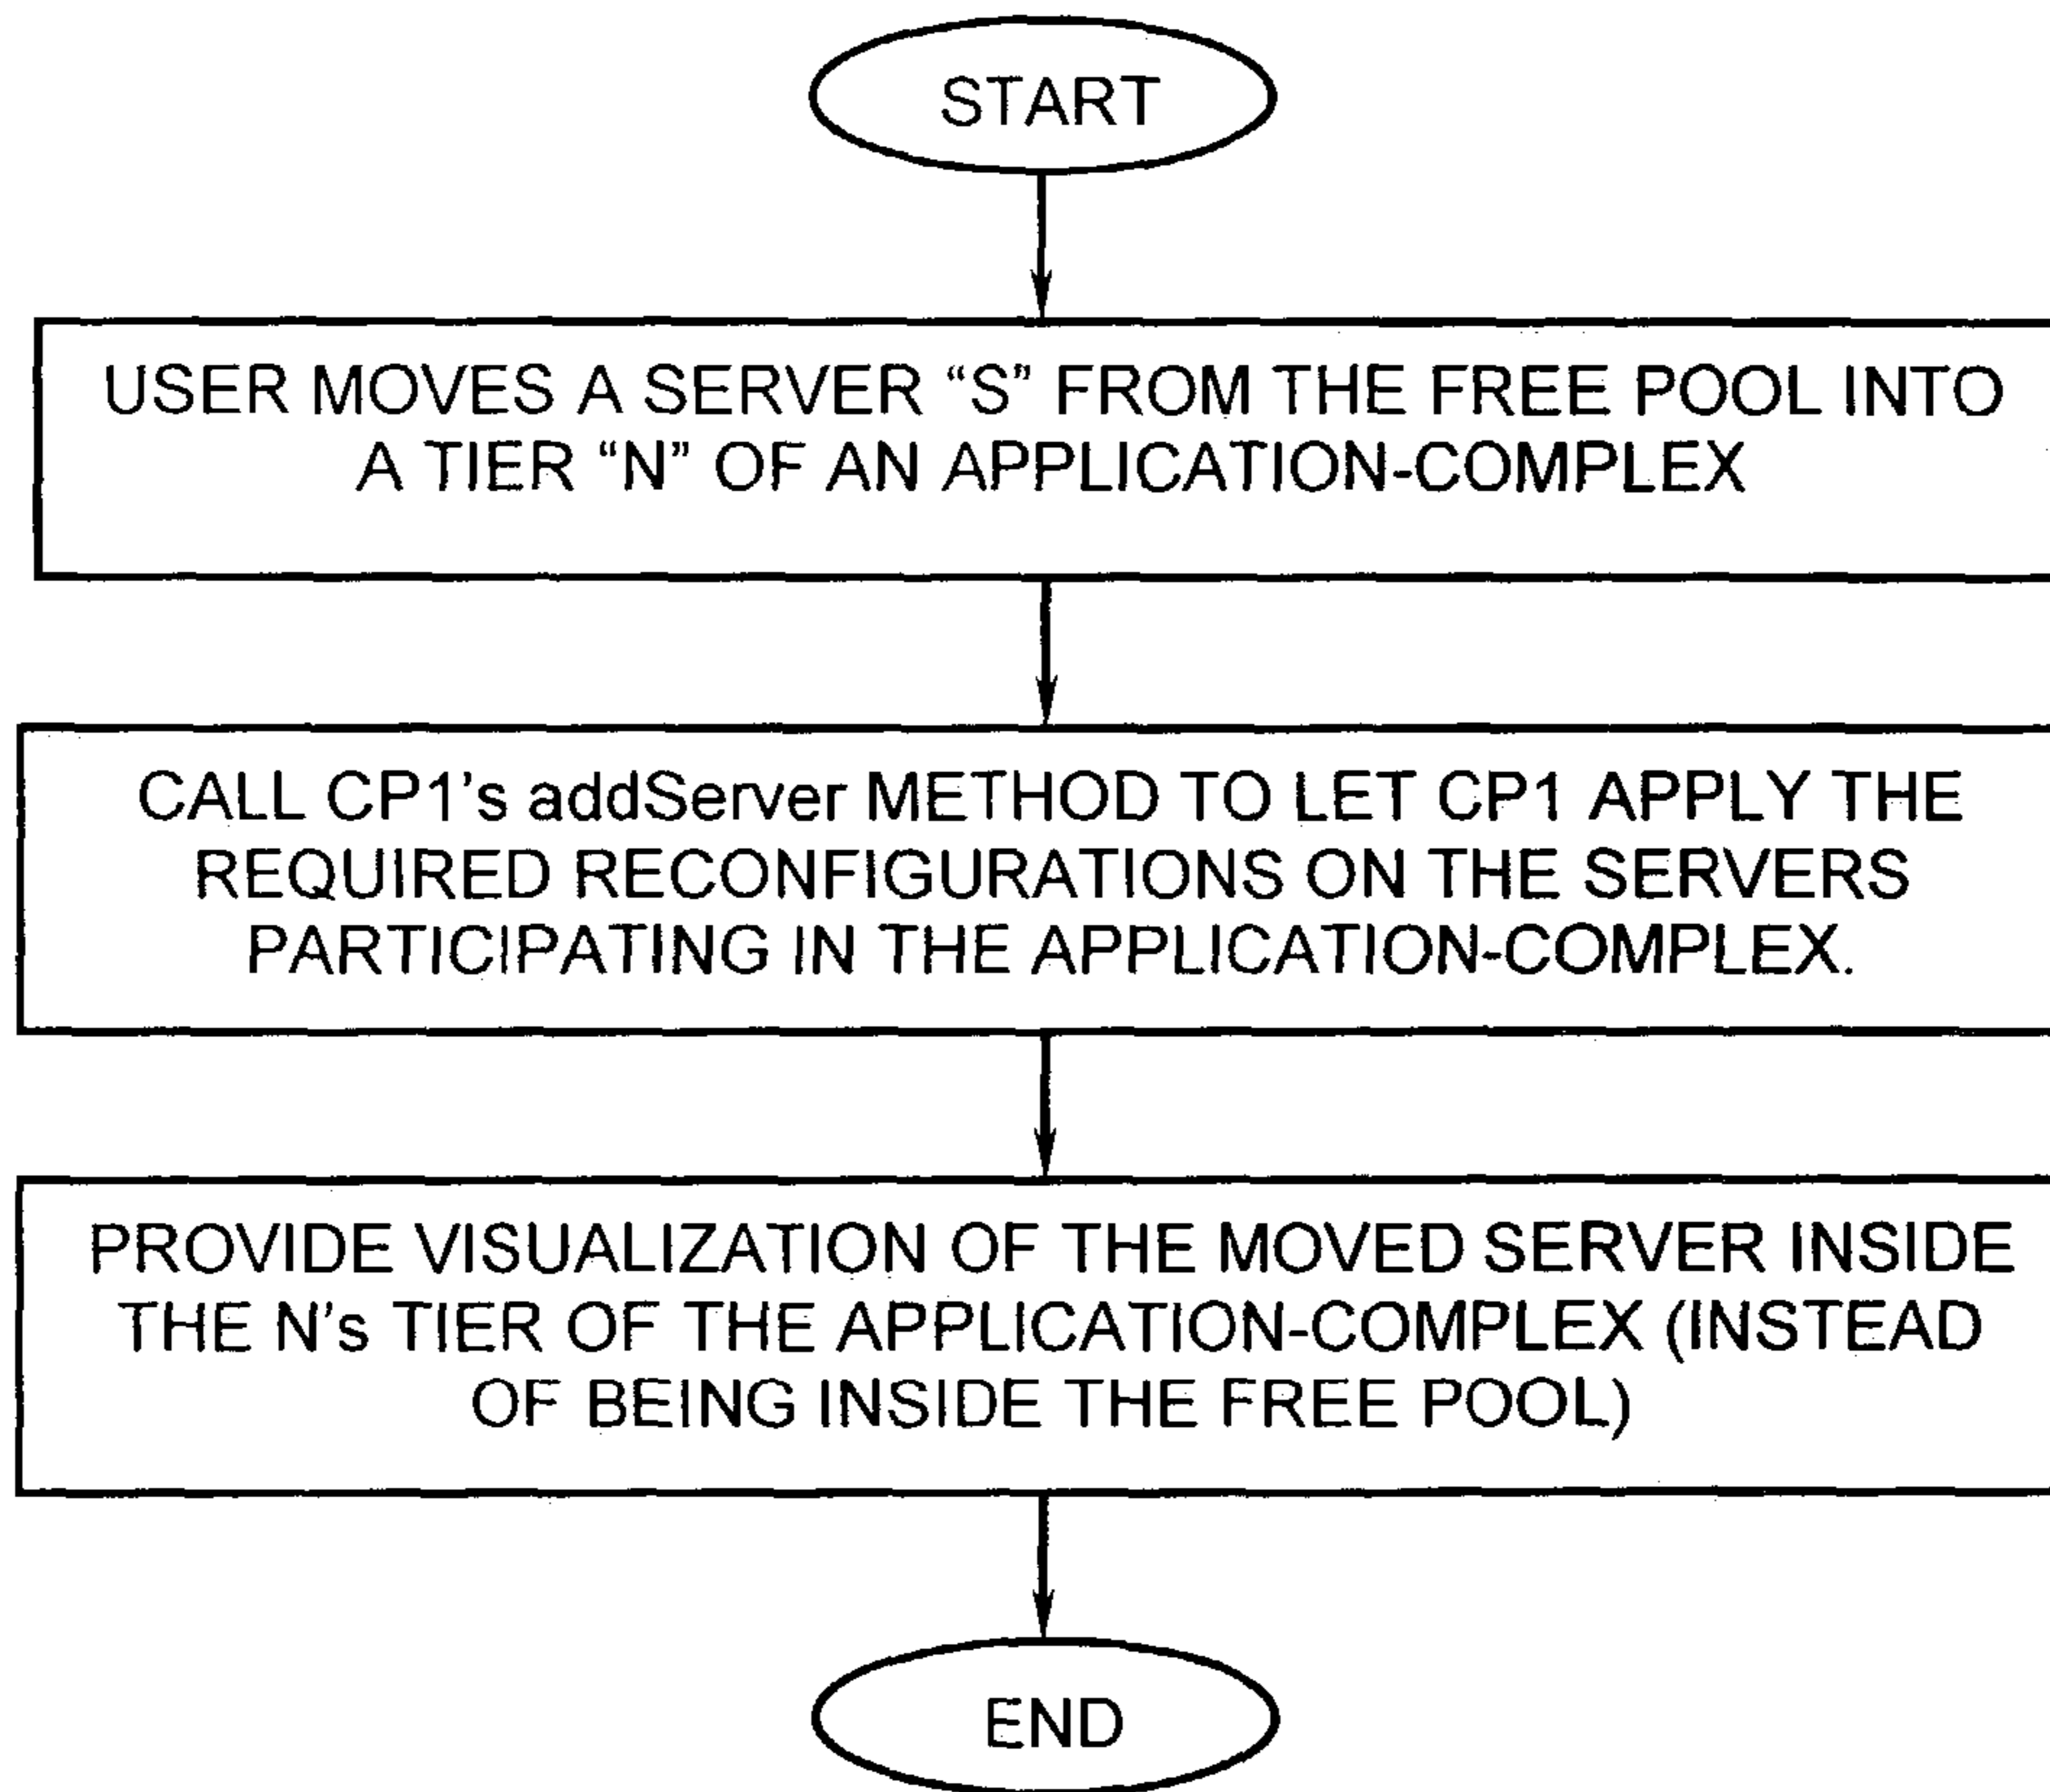 START
USER MOVES A SERVER “S” FROM THE FREE POOL INTO
A TIER “N” OF AN APPLICATION-COMPLEX
CALL CP1’s addServer METHOD TO LET CP1 APPLY THE
REQUIRED RECONFIGURATIONS ON THE SERVERS
PARTICIPATING IN THE APPLICATION-COMPLEX.
PROVIDE VISUALIZATION OF THE MOVED SERVER INSIDE
THE N’s TIER OF THE APPLICATION-COMPLEX (INSTEAD
OF BEING INSIDE THE FREE POOL)
END